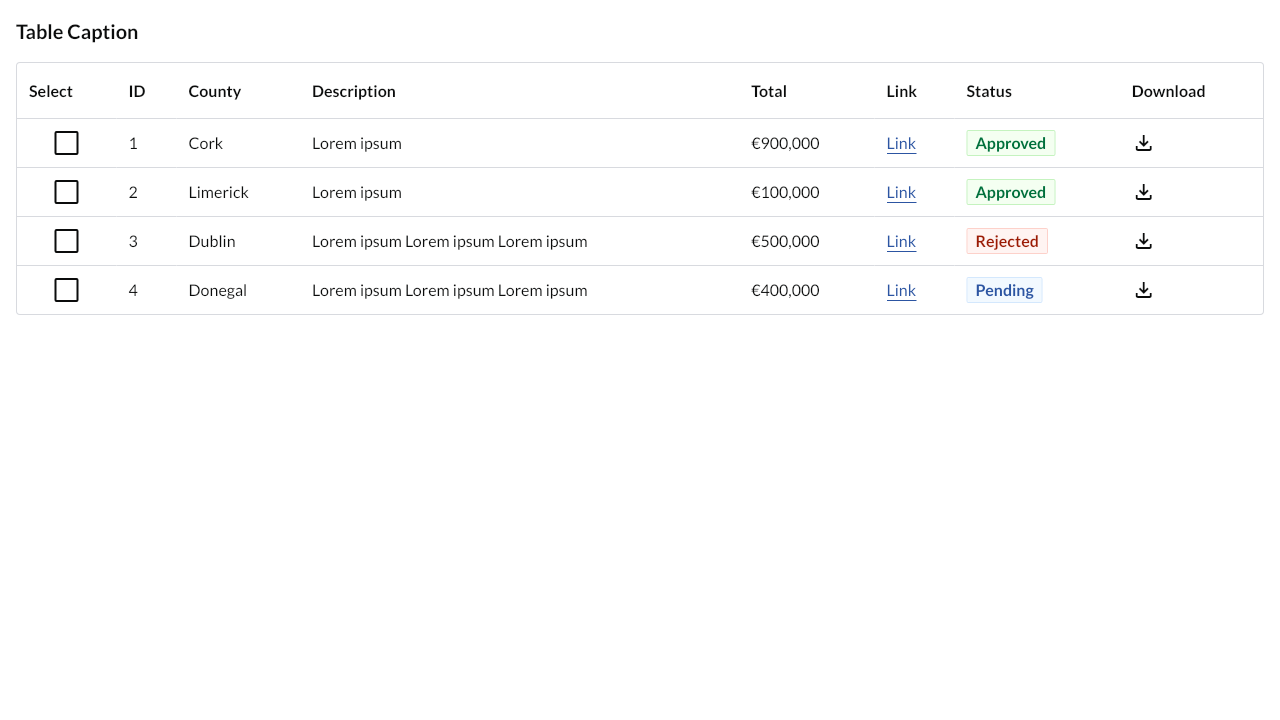 Table Caption
Select ID County Description Total Link Status Download
1 Cork Lorem ipsum €900,000 Link Approved
2 Limerick Lorem ipsum €100,000 Link Approved
3 Dublin Lorem ipsum Lorem ipsum Lorem ipsum €500,000 Link Rejected
4 Donegal Lorem ipsum Lorem ipsum Lorem ipsum €400,000 Link Pending